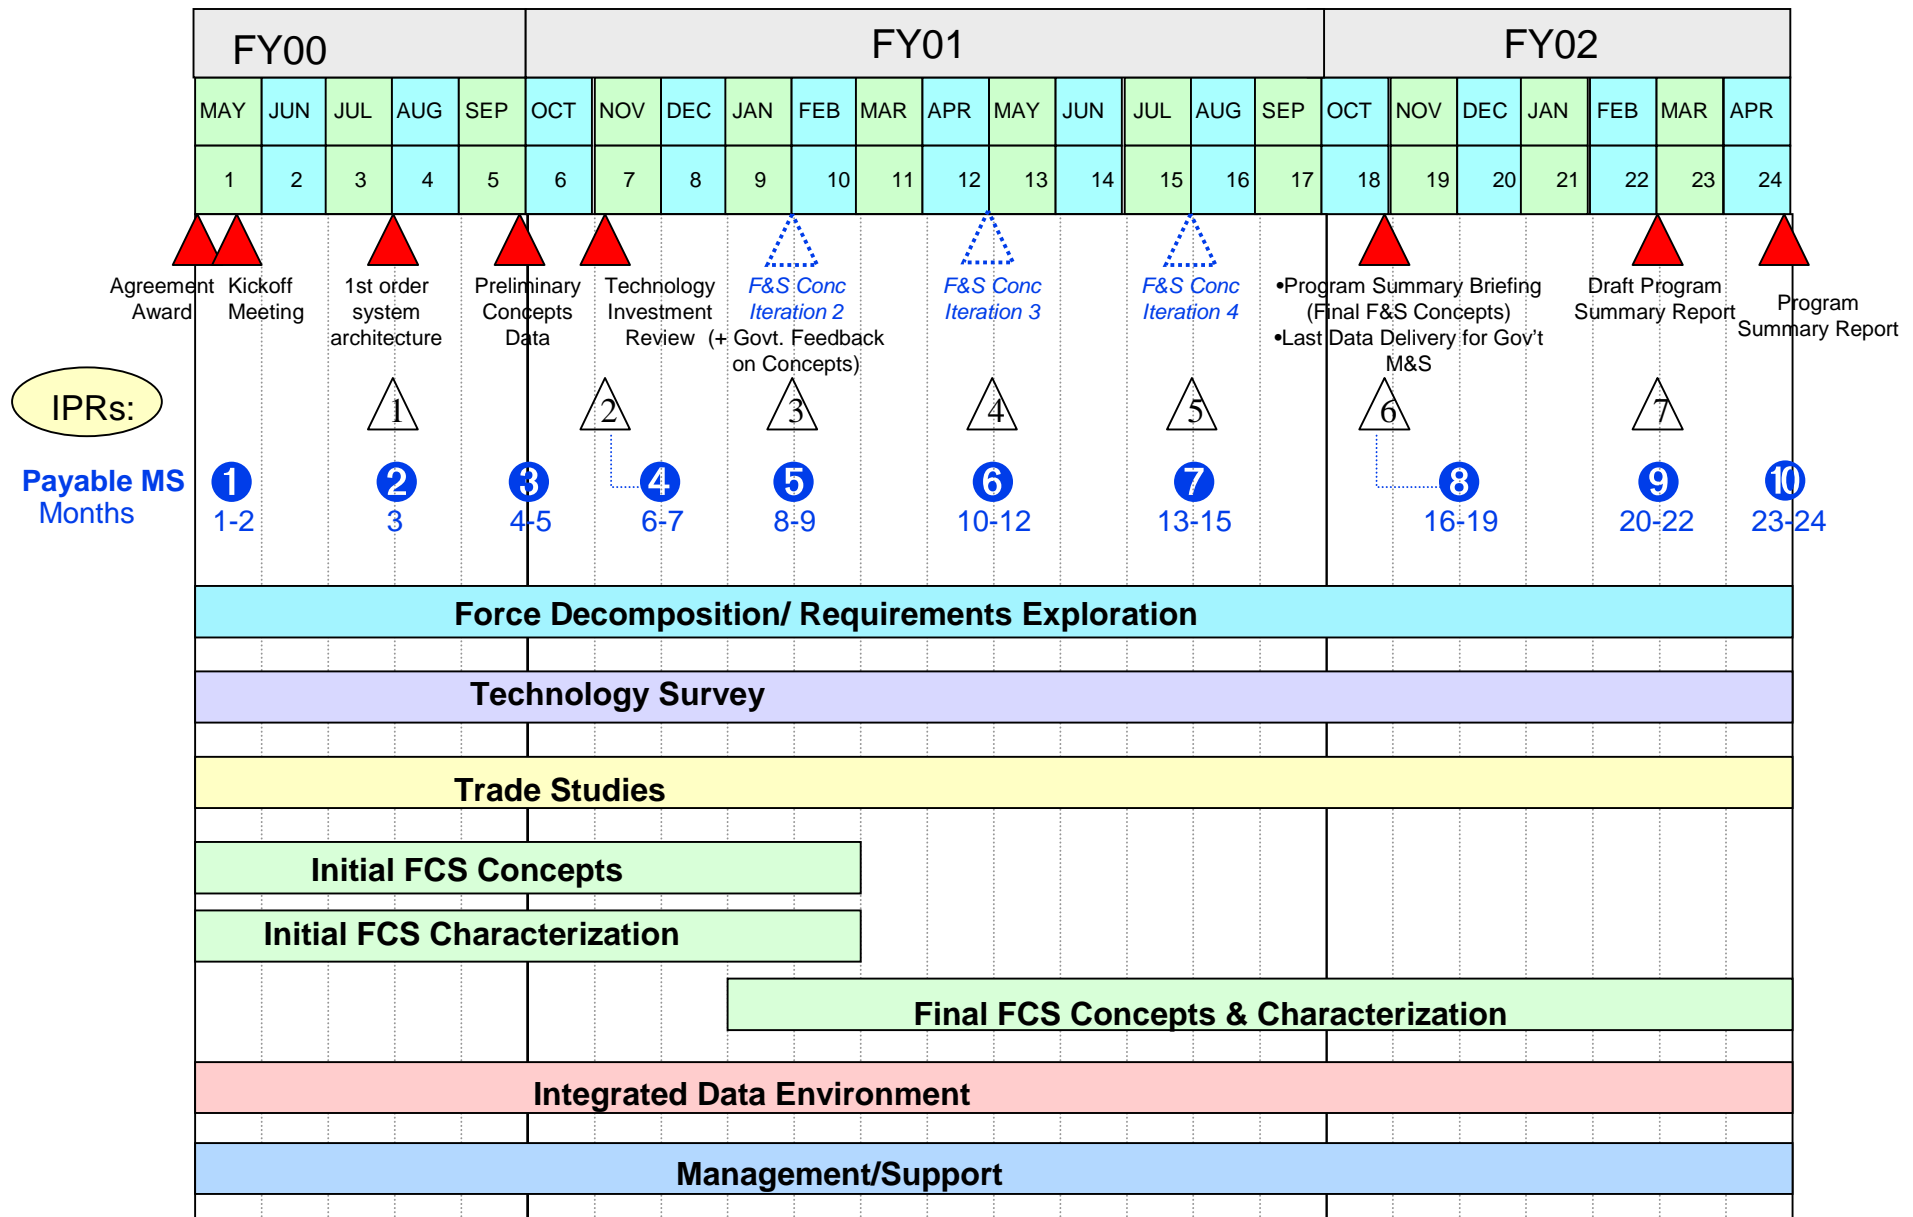 FY00 FY01 FY02
MAY JUN JUL AUG SEP OCT NOV DEC JAN FEB MAR APR MAY JUN JUL AUG SEP OCT NOV DEC JAN FEB MAR APR
1 2 3 4 5 6 7 8 9 10 11 12 13 14 15 16 17 18 19 20 21 22 23 24
Agreement
Award
Kickoff
Meeting
1st order
system
architecture
Preliminary
Concepts
Data
Technology
Investment
Review
F&S Conc
Iteration 2
(+ Govt. Feedback
on Concepts)
F&S Conc
Iteration 3
F&S Conc
Iteration 4
•Program Summary Briefing
(Final F&S Concepts)
•Last Data Delivery for Gov't
M&S
Draft Program
Summary Report
Program
Summary Report
IPRs:
1 2 3 4 5 6 7
Payable MS
1 2 3 4 5 6 7 8 9 10
Months
1-2 3 4-5 6-7 8-9 10-12 13-15 16-19 20-22 23-24
Force Decomposition/ Requirements Exploration
Technology Survey
Trade Studies
Initial FCS Concepts
Initial FCS Characterization
Final FCS Concepts & Characterization
Integrated Data Environment
Management/Support